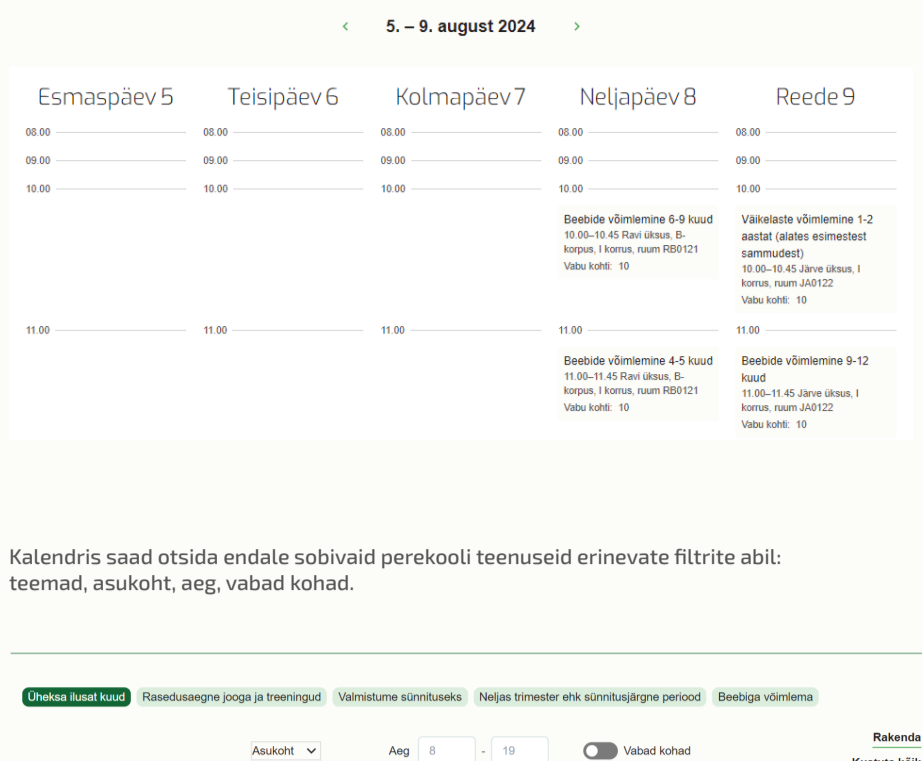 5. – 9. august 2024
Esmaspäev 5
Teisipäev 6
Kolmapäev 7
Neljapäev 8
Reede 9
08.00
08.00
08.00
08.00
08.00
09.00
09.00
09.00
09.00
09.00
10.00
10.00
10.00
10.00
10.00
Beebide võimlemine 6-9 kuud
10.00–10.45 Ravi üksus, B-
korpus, I korrus, ruum RB0121
Vabu kohti: 10
Väikelaste võimlemine 1-2
aastat (alates esimestest
sammudest)
10.00–10.45 Järve üksus, I
korrus, ruum JA0122
Vabu kohti: 10
11.00
11.00
11.00
11.00
11.00
Beebide võimlemine 4-5 kuud
11.00–11.45 Ravi üksus, B-
korpus, I korrus, ruum RB0121
Vabu kohti: 10
Beebide võimlemine 9-12
kuud
11.00–11.45 Järve üksus, I
korrus, ruum JA0122
Vabu kohti: 10
Kalendris saad otsida endale sobivaid perekooli teenuseid erinevate filtrite abil:
teemad, asukoht, aeg, vabad kohad.
Üheksa ilusat kuud
Rasedusaegne jooga ja treeningud
Valmistume sünnituseks
Neljas trimester ehk sünnitusjärgne periood
Beebiga võimlema
Rakenda
Asukoht
Aeg 8 - 19
Vabad kohad